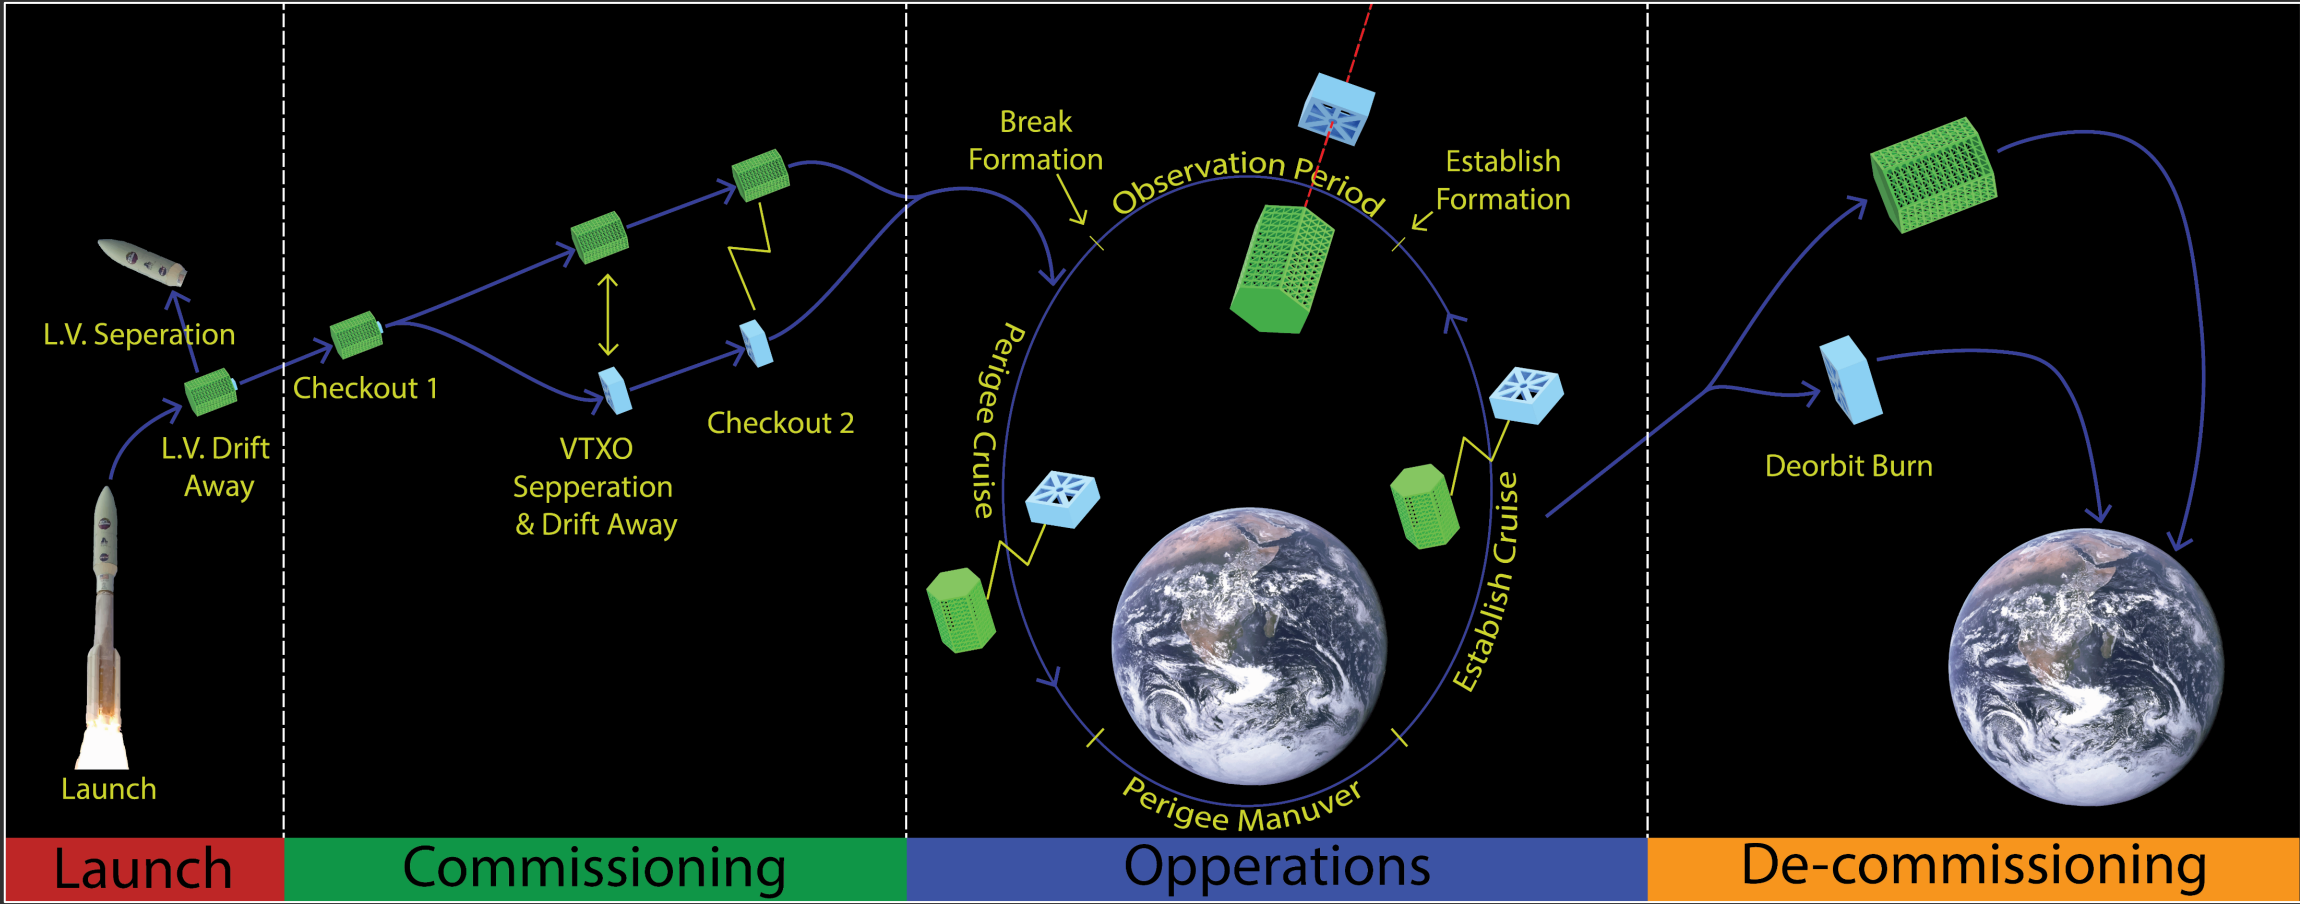 L.V. Seperation
L.V. Drift
Away
Launch
Checkout 1
VTXO
Sepperation
& Drift Away
Checkout 2
Break
Formation
Observation Period
Establish
Formation
Perigee Cruise
Establish Cruise
Perigee Manuver
Deorbit Burn
Launch
Commissioning
Opperations
De-commissioning